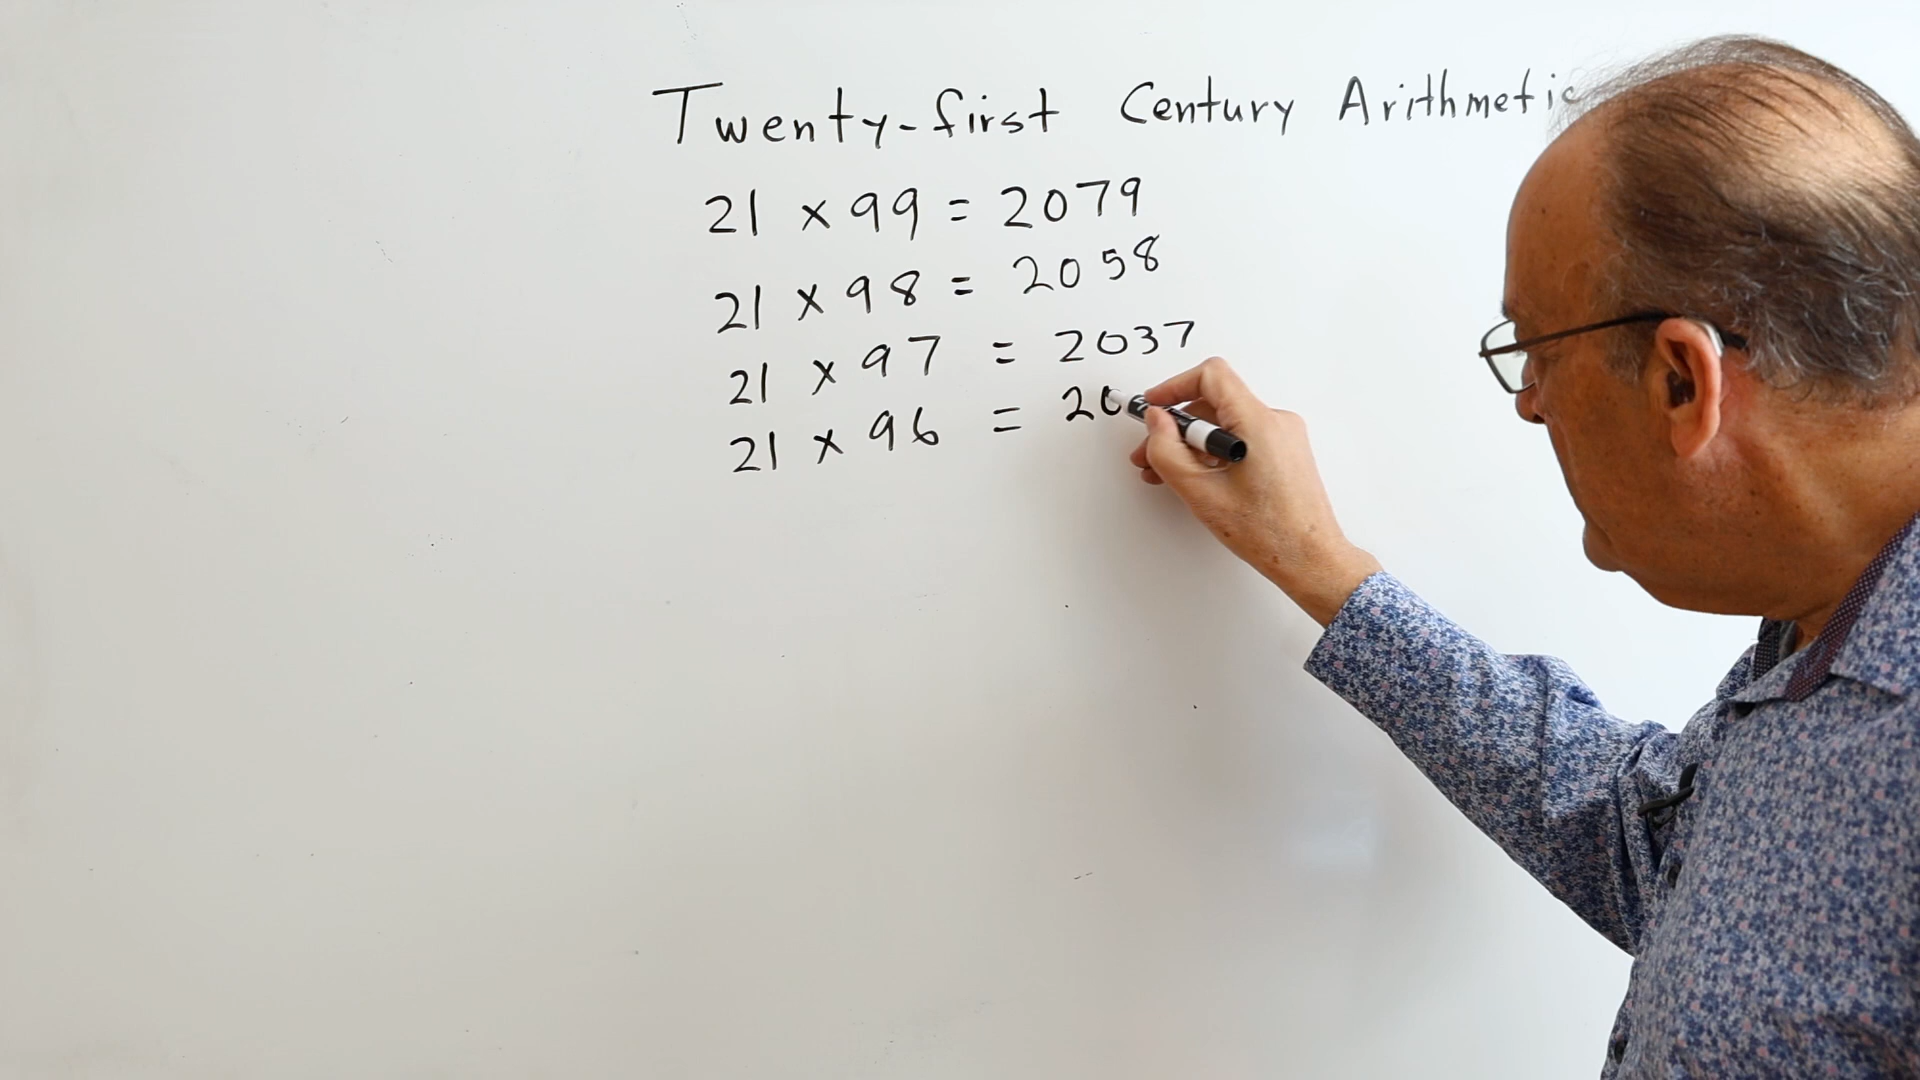 Twenty-first Century Arithmetic
21 × 99 = 2079
21 × 98 = 2058
21 × 97 = 2037
21 × 96 = 20